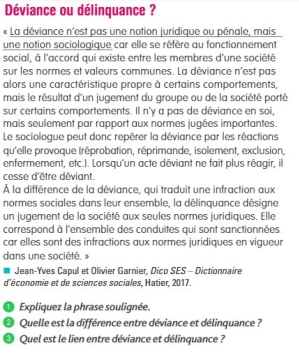 Déviance ou délinquance ?
« La déviance n'est pas une notion juridique ou pénale, mais
une notion sociologique car elle se réfère au fonctionnement
social, à l'accord qui existe entre les membres d'une société
sur les normes et valeurs communes. La déviance n'est pas
alors une caractéristique propre à certains comportements,
mais le résultat d'un jugement du groupe ou de la société porté
sur certains comportements. Il n'y a pas de déviance en soi,
mais seulement par rapport aux normes jugées importantes.
Le sociologue peut donc repérer la déviance par les réactions
qu'elle provoque (réprobation, réprimande, isolement, exclusion,
enfermement, etc.). Lorsqu'un acte déviant ne fait plus réagir, il
cesse d'être déviant.
À la différence de la déviance, qui traduit une infraction aux
normes sociales dans leur ensemble, la délinquance désigne
un jugement de la société aux seules normes juridiques. Elle
correspond à l'ensemble des conduites qui sont sanctionnées
car elles sont des infractions aux normes juridiques en vigueur
dans une société. »
Jean-Yves Capul et Olivier Garnier, Dico SES – Dictionnaire
d'économie et de sciences sociales, Hatier, 2017.
1 Expliquez la phrase soulignée.
2 Quelle est la différence entre déviance et délinquance ?
3 Quel est le lien entre déviance et délinquance ?